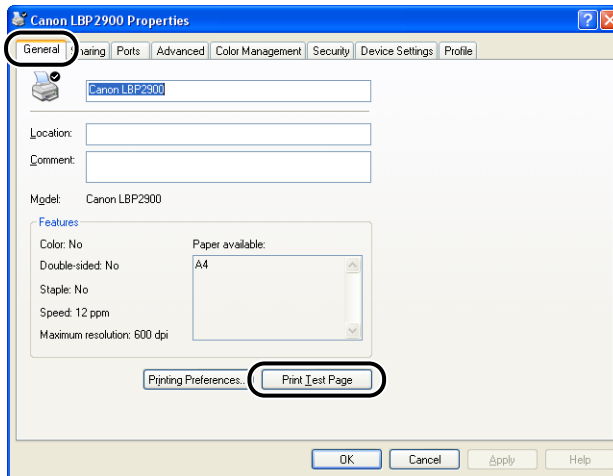 Canon LBP2900 Properties
General Sharing Ports Advanced Color Management Security Device Settings Profile
Canon LBP2900
Location:
Comment:
Model: Canon LBP2900
Features
Color: No Paper available:
Double-sided: No A4
Staple: No
Speed: 12 ppm
Maximum resolution: 600 dpi
Printing Preferences... Print Test Page
OK Cancel Apply Help